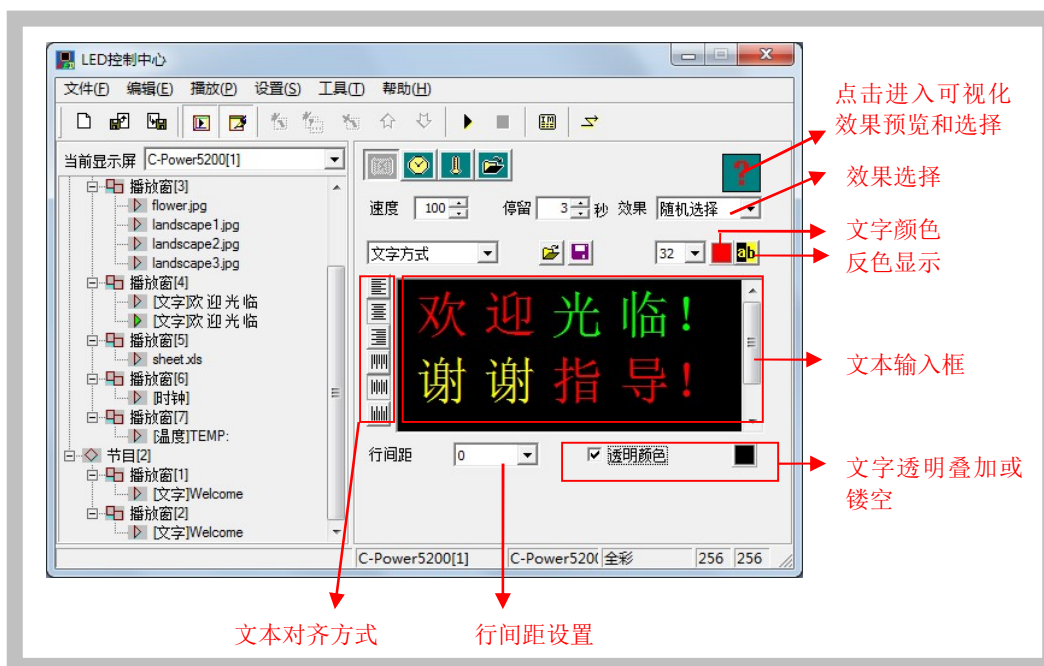 LED控制中心
文件(F) 编辑(E) 播放(P) 设置(S) 工具(T) 帮助(H)
当前显示屏 C-Power5200[1]
播放窗[3]
flower.jpg
landscape1.jpg
landscape2.jpg
landscape3.jpg
播放窗[4]
[文字]欢 迎 光 临
[文字]欢 迎 光 临
播放窗[5]
sheet.xls
播放窗[6]
[时钟]
播放窗[7]
[温度]TEMP:
节目[2]
播放窗[1]
[文字]Welcome
播放窗[2]
[文字]Welcome
?
速度 100 停留 3 秒 效果 随机选择
文字方式 32 ab
欢 迎 光 临！
谢 谢 指 导！
行间距 0 透明颜色
C-Power5200[1] C-Power520( 全彩 256 256
点击进入可视化
效果预览和选择
效果选择
文字颜色
反色显示
文本输入框
文字透明叠加或
镂空
文本对齐方式 行间距设置